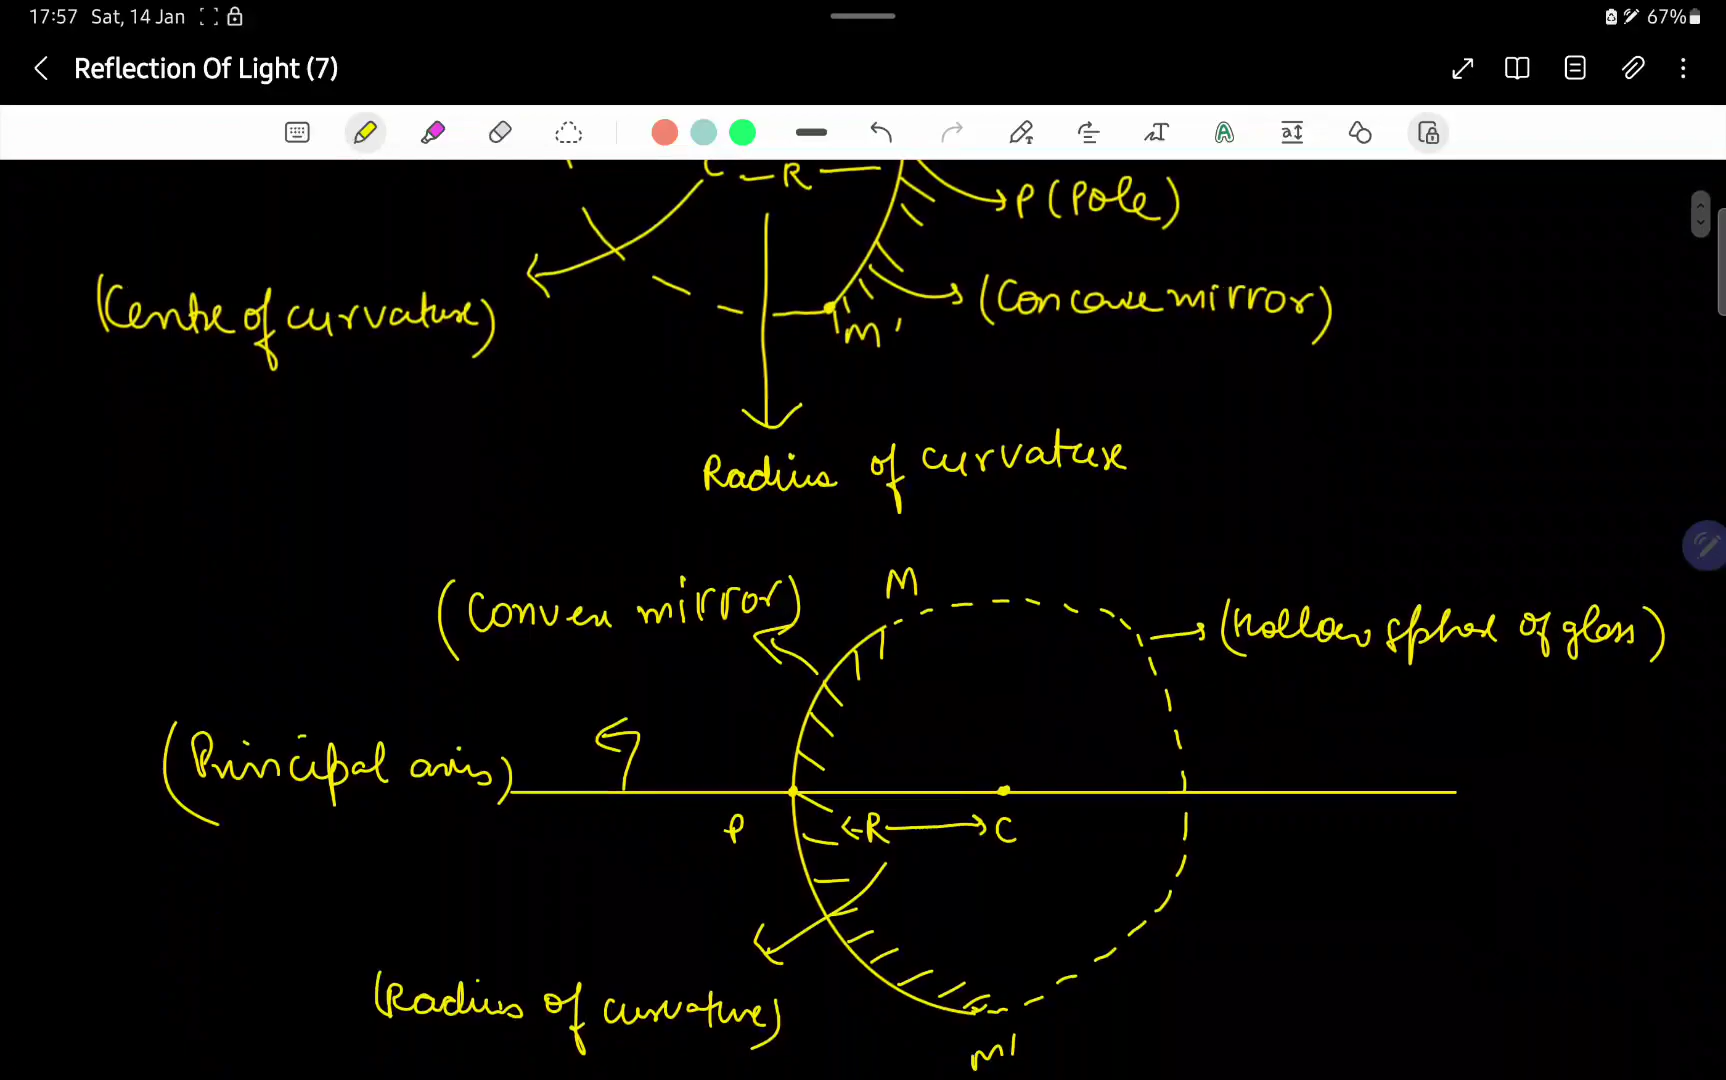 17:57 Sat, 14 Jan
67%
Reflection Of Light (7)
C R
P (Pole)
(Centre of curvature)
(Concave mirror)
M'
Radius of curvature
(Convex mirror)
M
(Hollow sphere of glass)
(Principal axis)
P
R
C
(Radius of curvature)
M'